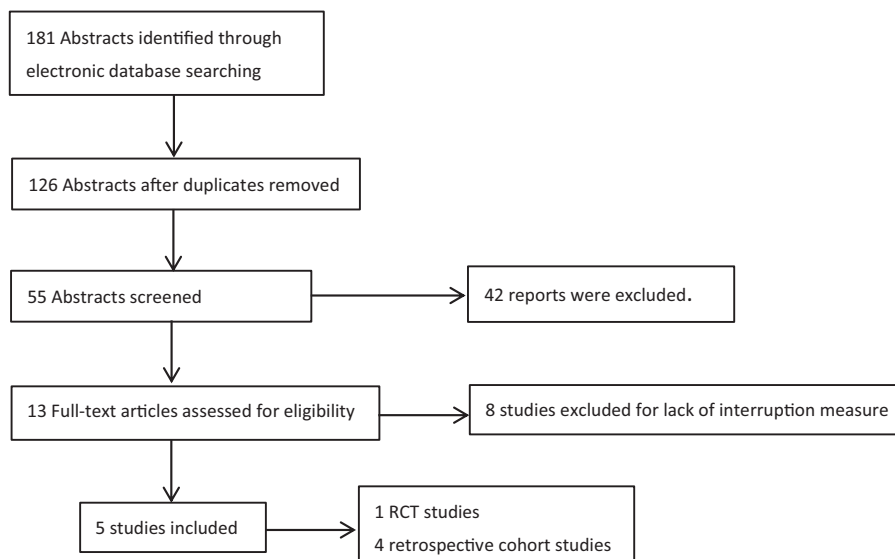 181 Abstracts identified through
electronic database searching
126 Abstracts after duplicates removed
55 Abstracts screened
42 reports were excluded.
13 Full-text articles assessed for eligibility
8 studies excluded for lack of interruption measure
5 studies included
1 RCT studies
4 retrospective cohort studies